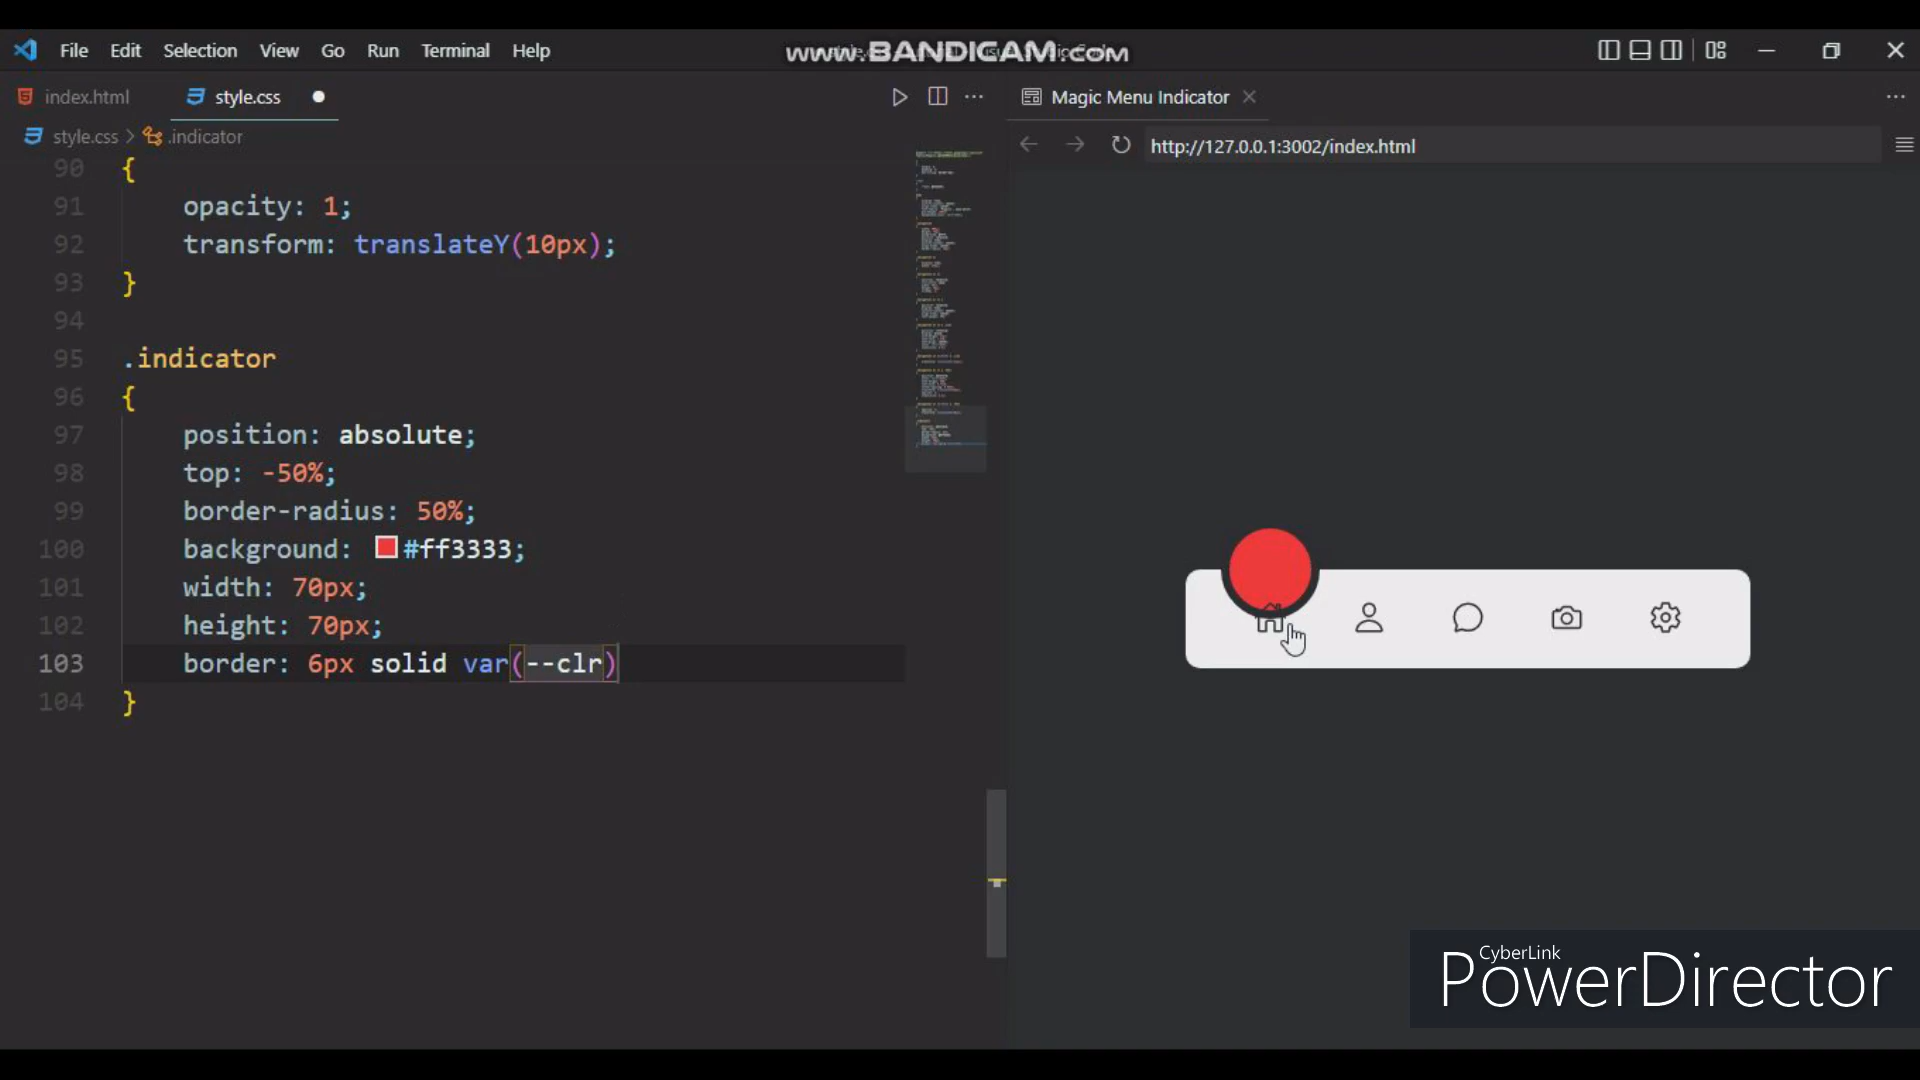 File Edit Selection View Go Run Terminal Help
www.BANDICAM.com
index.html
style.css
Magic Menu Indicator
style.css > .indicator
http://127.0.0.1:3002/index.html
90 {
91 opacity: 1;
92 transform: translateY(10px);
93 }
94
95 .indicator
96 {
97 position: absolute;
98 top: -50%;
99 border-radius: 50%;
100 background: #ff3333;
101 width: 70px;
102 height: 70px;
103 border: 6px solid var(--clr)
104 }
CyberLink
PowerDirector